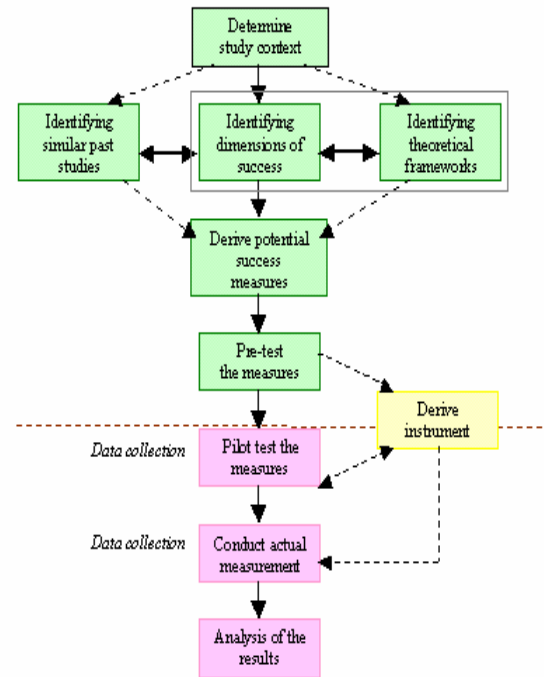 Determine
study context
Identifying
similar past
studies
Identifying
dimensions of
success
Identifying
theoretical
frameworks
Derive potential
success
measures
Pre-test
the measures
Derive
instrument
Data collection
Pilot test the
measures
Data collection
Conduct actual
measurement
Analysis of the
results